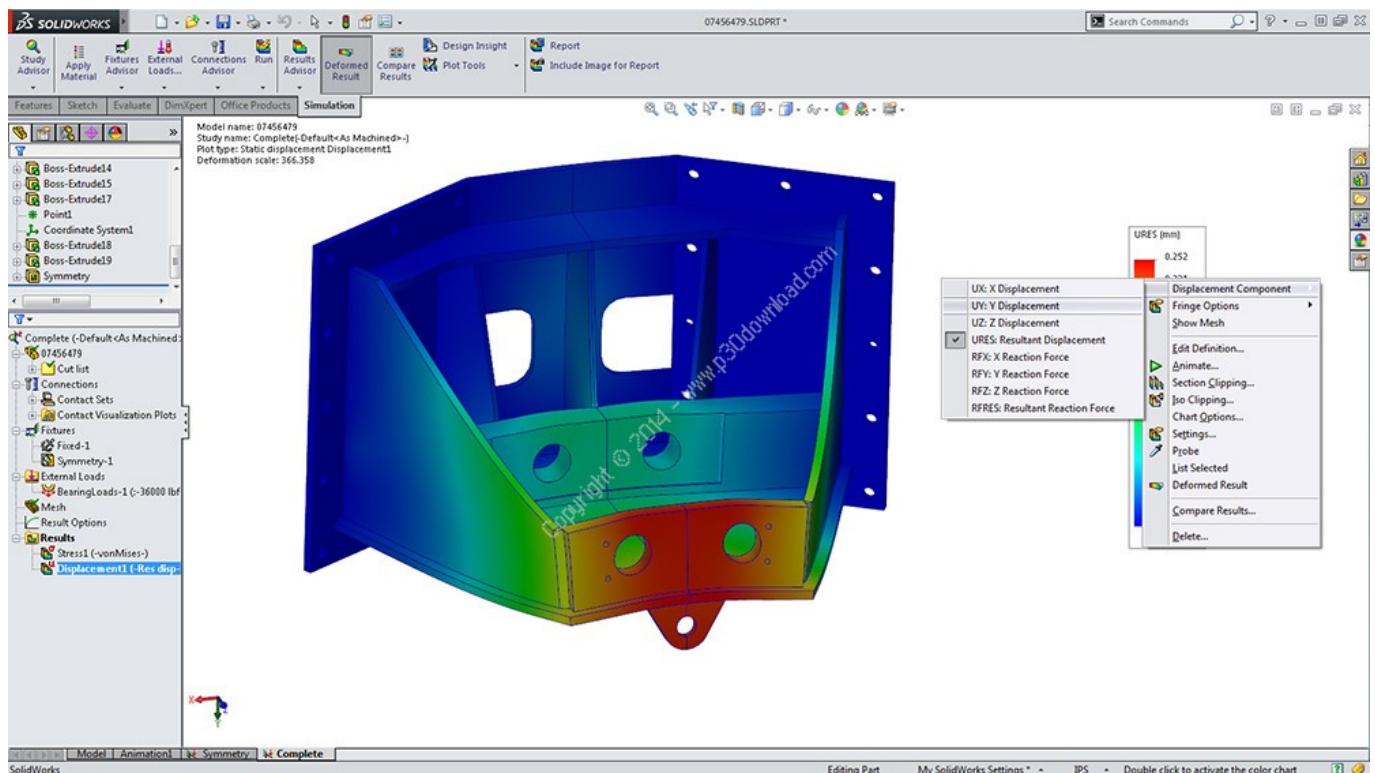 SOLIDWORKS
07456479.SLDPRT *
Search Commands
Study Advisor
Apply Material
Fixtures Advisor
External Loads...
Connections Advisor
Run
Results Advisor
Deformed Result
Compare Results
Design Insight
Plot Tools
Report
Include Image for Report
Features
Sketch
Evaluate
DimXpert
Office Products
Simulation
Model name: 07456479
Study name: Complete(-Default<As Machined>-)
Plot type: Static displacement Displacement1
Deformation scale: 366.358
Boss-Extrude14
Boss-Extrude15
Boss-Extrude17
Point1
Coordinate System1
Boss-Extrude18
Boss-Extrude19
Symmetry
Complete (-Default<As Machined>
07456479
Cut list
Connections
Contact Sets
Contact Visualization Plots
Fixtures
Fixed-1
Symmetry-1
External Loads
BearingLoads-1 (:-36000 lbf
Mesh
Result Options
Results
Stress1 (-vonMises-)
Displacement1 (-Res disp-
Copyright © 2014 - www.p30download.com
URES (mm)
0.252
UX: X Displacement
UY: Y Displacement
UZ: Z Displacement
URES: Resultant Displacement
RFX: X Reaction Force
RFY: Y Reaction Force
RFZ: Z Reaction Force
RFRES: Resultant Reaction Force
Displacement Component
Fringe Options
Show Mesh
Edit Definition...
Animate...
Section Clipping...
Iso Clipping...
Chart Options...
Settings...
Probe
List Selected
Deformed Result
Compare Results...
Delete...
X
Y
Model
Animation1
Symmetry
Complete
SolidWorks
Editing Part
My SolidWorks Settings *
IPS
Double click to activate the color chart